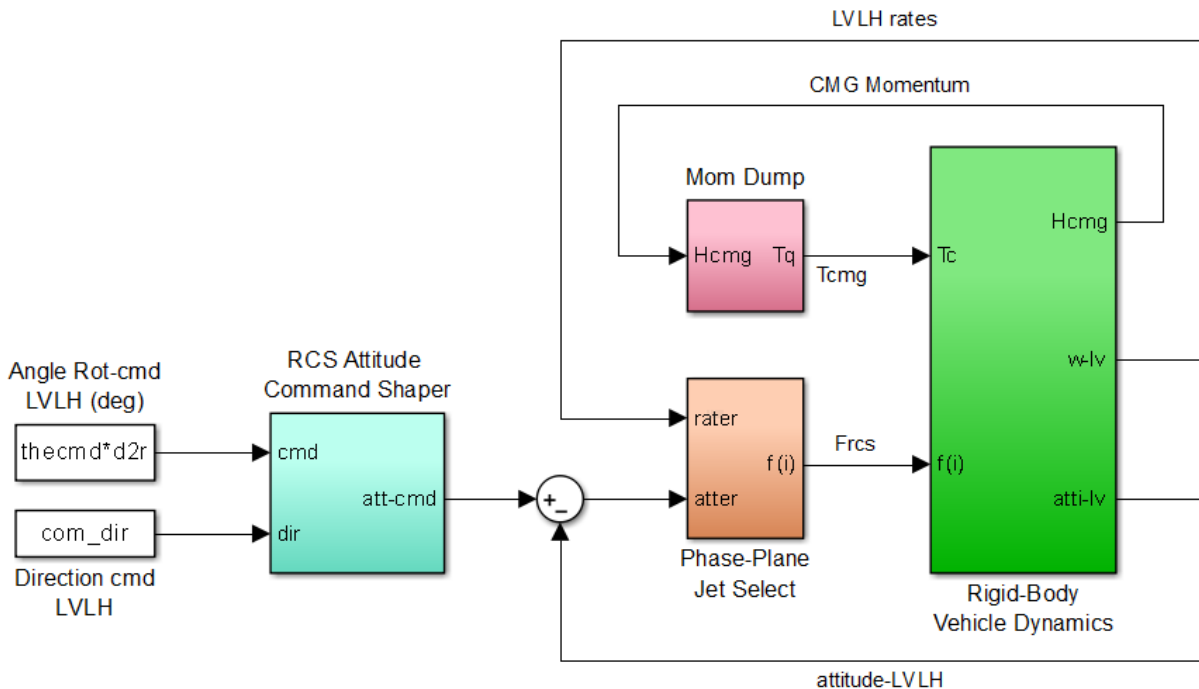 LVLH rates
CMG Momentum
Mom Dump
Hcmg
Tq
Tcmg
Hcmg
Tc
w-lv
f(i)
atti-lv
Rigid-Body
Vehicle Dynamics
Angle Rot-cmd
LVLH (deg)
thecmd*d2r
com_dir
Direction cmd
LVLH
RCS Attitude
Command Shaper
cmd
att-cmd
dir
+
−
rater
f(i)
atter
Frcs
Phase-Plane
Jet Select
attitude-LVLH